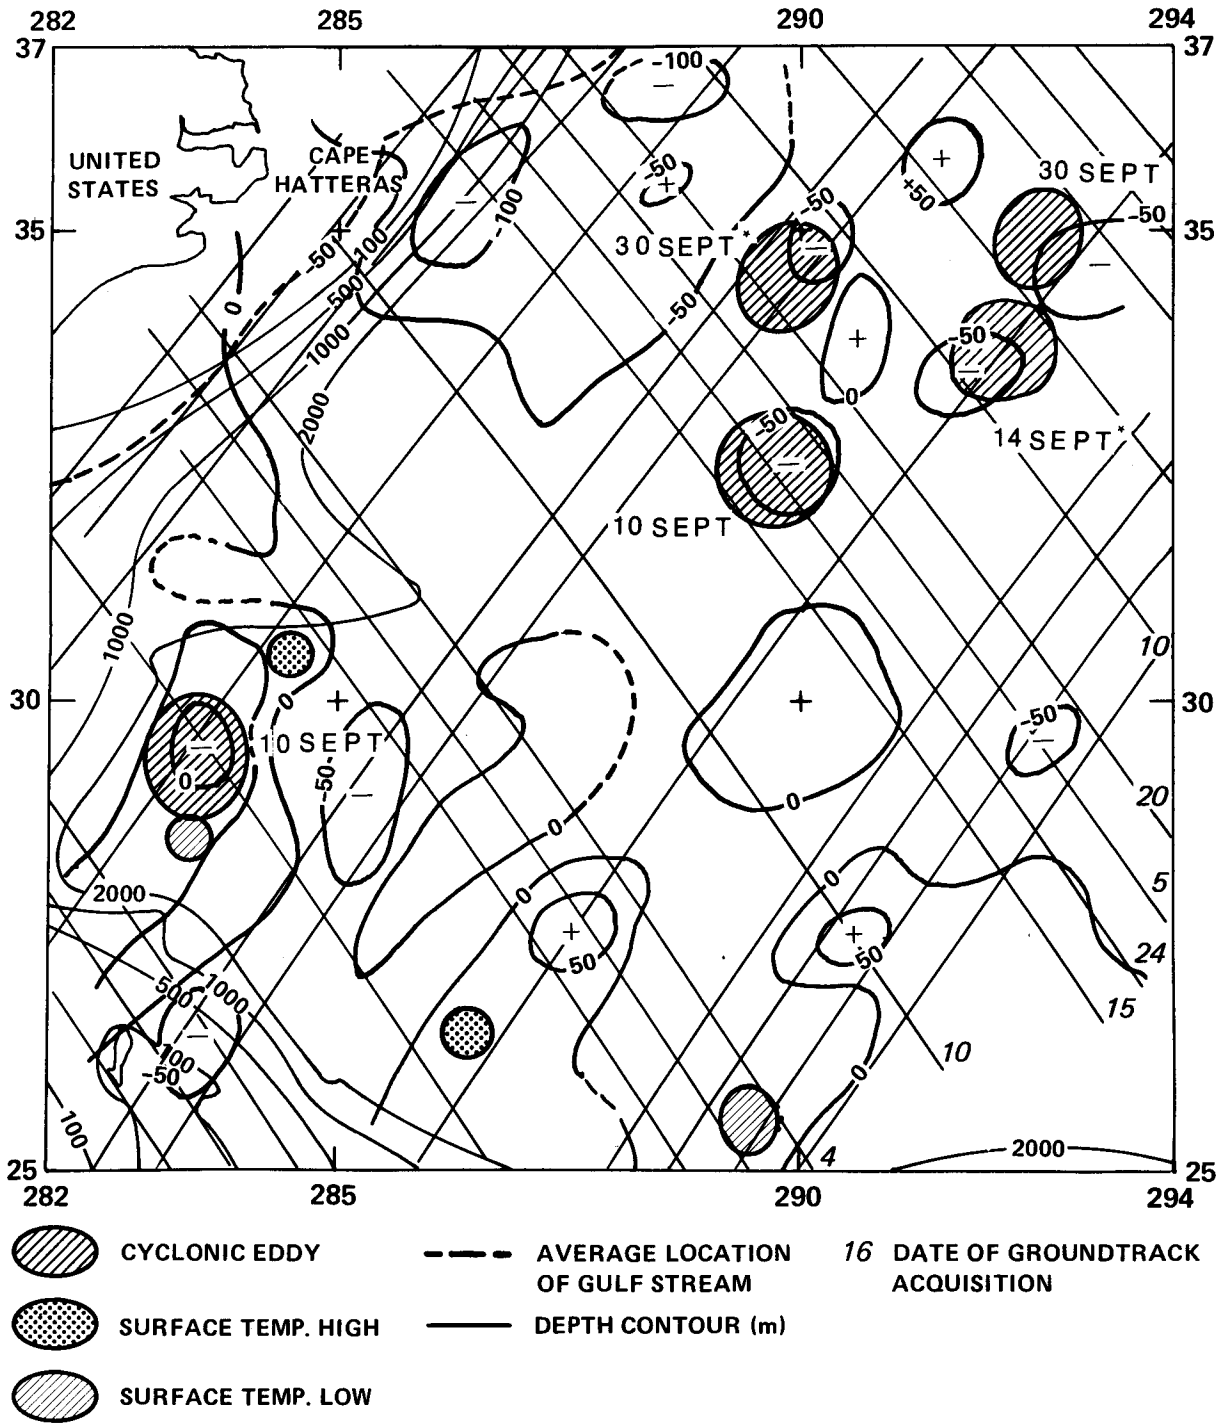 282 285 290 294
37 37
-100
UNITED
STATES
CAPE
HATTERAS
-50
+
+50
30 SEPT
-100
-50
-50
35 35
30 SEPT*
-50
100
0
500
-50
+
-50
1000
0
2000
14 SEPT*
-50
10 SEPT
1000
10
30 30
0
+
+
-50
10 SEPT
0
-50
0
20
0
0
0
5
2000
+
50
+
50
24
500
1000
15
100
-50
10
0
100
4
2000
25 25
282 285 290 294
CYCLONIC EDDY
AVERAGE LOCATION
OF GULF STREAM
16 DATE OF GROUNDTRACK
ACQUISITION
SURFACE TEMP. HIGH
DEPTH CONTOUR (m)
SURFACE TEMP. LOW